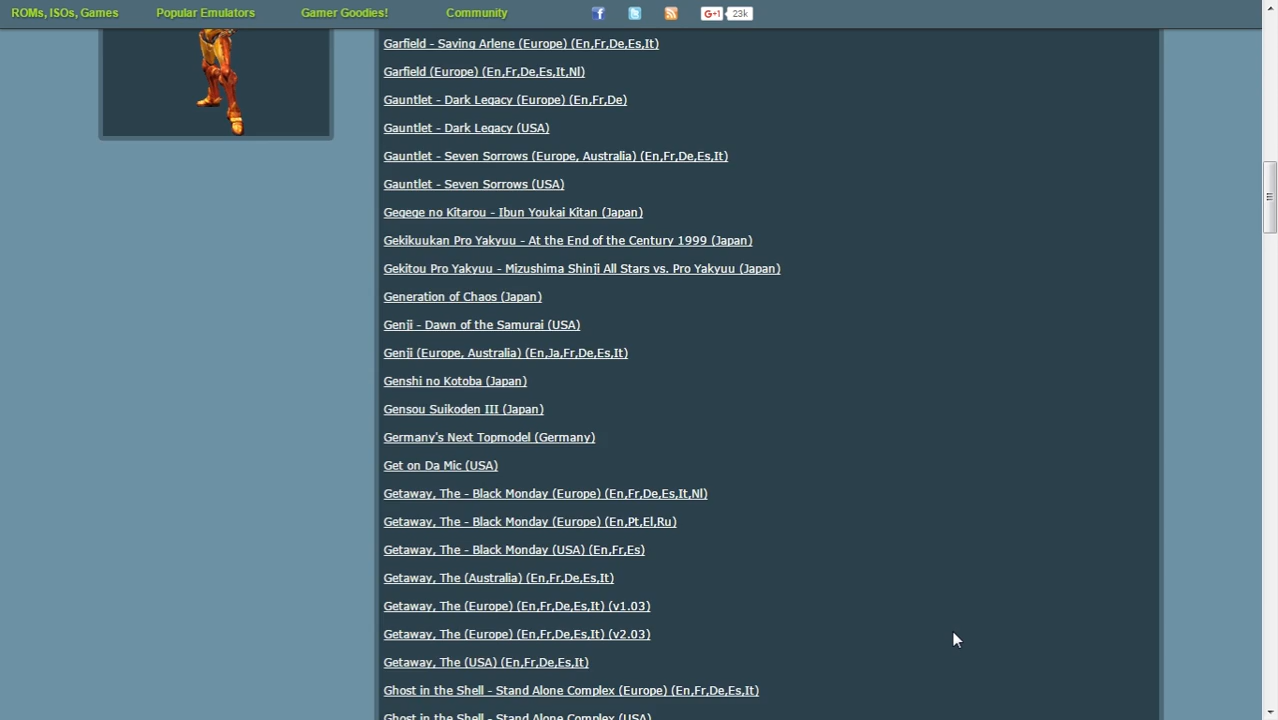 ROMs, ISOs, Games Popular Emulators Gamer Goodies! Community G+1 23k
Garfield - Saving Arlene (Europe) (En,Fr,De,Es,It)
Garfield (Europe) (En,Fr,De,Es,It,Nl)
Gauntlet - Dark Legacy (Europe) (En,Fr,De)
Gauntlet - Dark Legacy (USA)
Gauntlet - Seven Sorrows (Europe, Australia) (En,Fr,De,Es,It)
Gauntlet - Seven Sorrows (USA)
Gegege no Kitarou - Ibun Youkai Kitan (Japan)
Gekikuukan Pro Yakyuu - At the End of the Century 1999 (Japan)
Gekitou Pro Yakyuu - Mizushima Shinji All Stars vs. Pro Yakyuu (Japan)
Generation of Chaos (Japan)
Genji - Dawn of the Samurai (USA)
Genji (Europe, Australia) (En,Ja,Fr,De,Es,It)
Genshi no Kotoba (Japan)
Gensou Suikoden III (Japan)
Germany's Next Topmodel (Germany)
Get on Da Mic (USA)
Getaway, The - Black Monday (Europe) (En,Fr,De,Es,It,Nl)
Getaway, The - Black Monday (Europe) (En,Pt,El,Ru)
Getaway, The - Black Monday (USA) (En,Fr,Es)
Getaway, The (Australia) (En,Fr,De,Es,It)
Getaway, The (Europe) (En,Fr,De,Es,It) (v1.03)
Getaway, The (Europe) (En,Fr,De,Es,It) (v2.03)
Getaway, The (USA) (En,Fr,De,Es,It)
Ghost in the Shell - Stand Alone Complex (Europe) (En,Fr,De,Es,It)
Ghost in the Shell - Stand Alone Complex (USA)